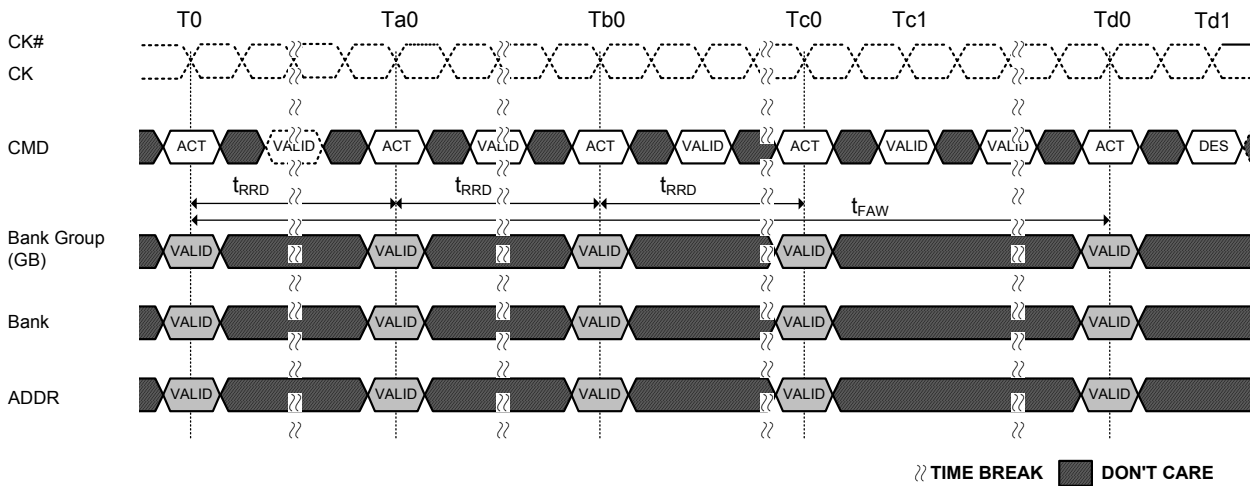 T0 Ta0 Tb0 Tc0 Tc1 Td0 Td1
CK#
CK
CMD ACT VALID ACT VALID ACT VALID ACT VALID VALID ACT DES
tRRD tRRD tRRD
tFAW
Bank Group
(GB)
VALID VALID VALID VALID VALID
Bank VALID VALID VALID VALID VALID
ADDR VALID VALID VALID VALID VALID
TIME BREAK DON'T CARE